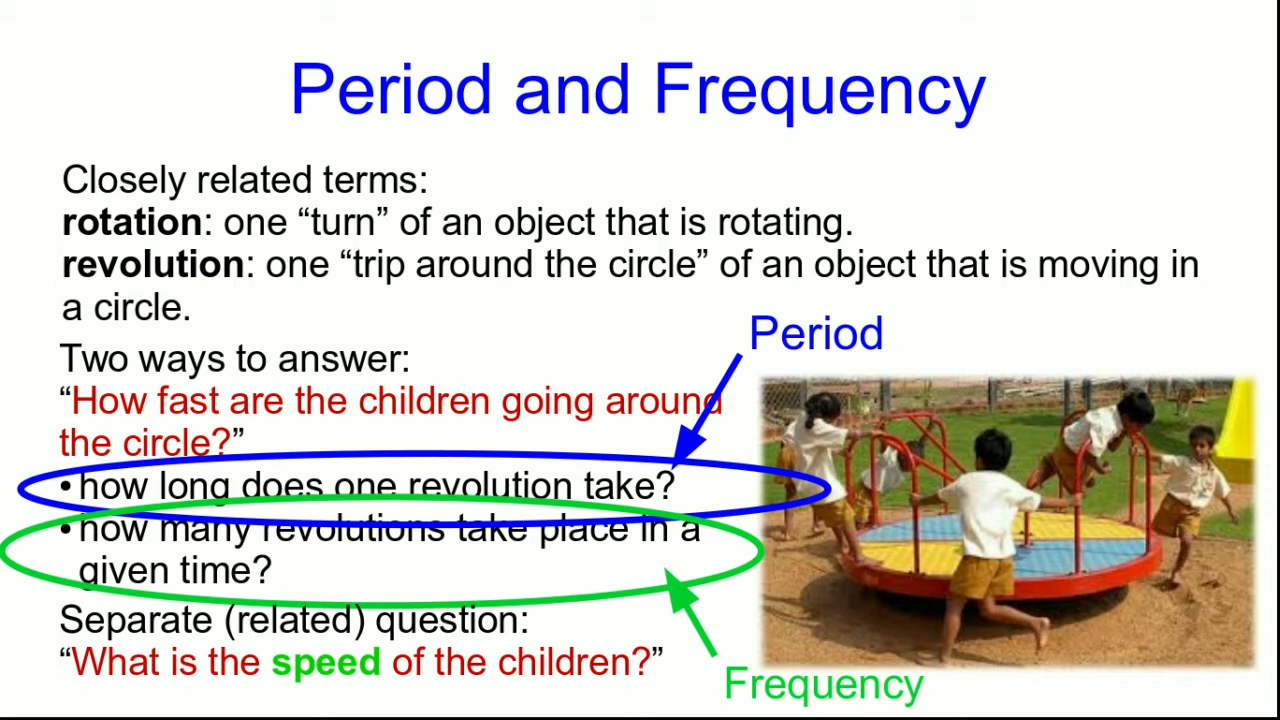 Period and Frequency
Closely related terms:
rotation: one “turn” of an object that is rotating.
revolution: one “trip around the circle” of an object that is moving in
a circle.
Period
Two ways to answer:
“How fast are the children going around
the circle?”
•how long does one revolution take?
•how many revolutions take place in a
given time?
Separate (related) question:
“What is the speed of the children?”
Frequency